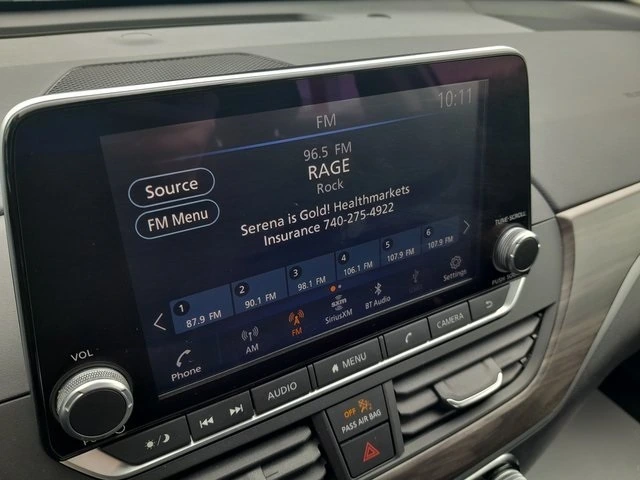 10:11
FM
96.5 FM
RAGE
Rock
Source
FM Menu
Serena is Gold! Healthmarkets
Insurance 740-275-4922
1
87.9 FM
2
90.1 FM
3
98.1 FM
4
106.1 FM
5
107.9 FM
6
107.9 FM
Phone
AM
FM
SXM
SiriusXM
BT Audio
Settings
TUNE·SCROLL
VOL
AUDIO
MENU
CAMERA
OFF
PASS AIR BAG